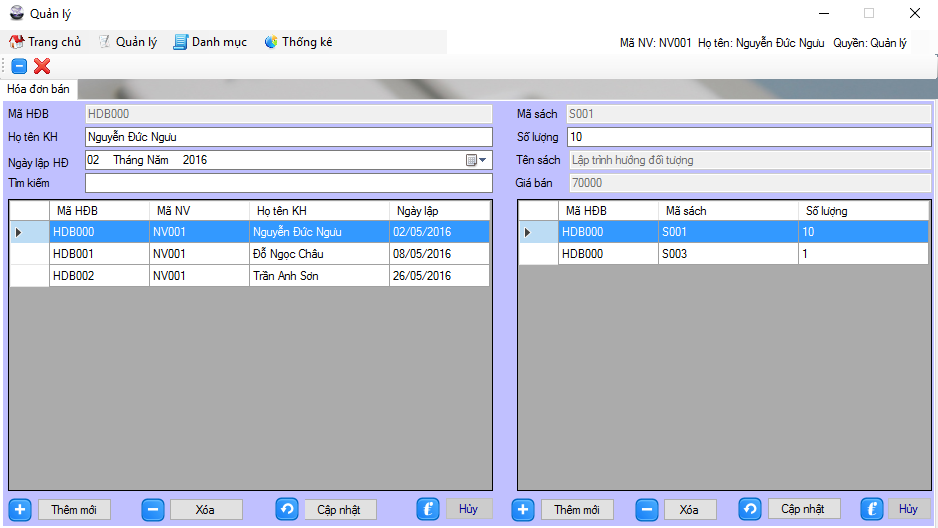 Quản lý
Trang chủ Quản lý Danh mục Thống kê
Mã NV: NV001 Họ tên: Nguyễn Đức Ngưu Quyền: Quản lý
Hóa đơn bán
Mã HĐB HDB000
Họ tên KH Nguyễn Đức Ngưu
Ngày lập HĐ 02 Tháng Năm 2016
Tìm kiếm
Mã HĐB Mã NV Họ tên KH Ngày lập
HDB000 NV001 Nguyễn Đức Ngưu 02/05/2016
HDB001 NV001 Đỗ Ngọc Châu 08/05/2016
HDB002 NV001 Trần Anh Sơn 26/05/2016
Thêm mới Xóa Cập nhật Hủy
Mã sách S001
Số lượng 10
Tên sách Lập trình hướng đối tượng
Giá bán 70000
Mã HĐB Mã sách Số lượng
HDB000 S001 10
HDB000 S003 1
Thêm mới Xóa Cập nhật Hủy